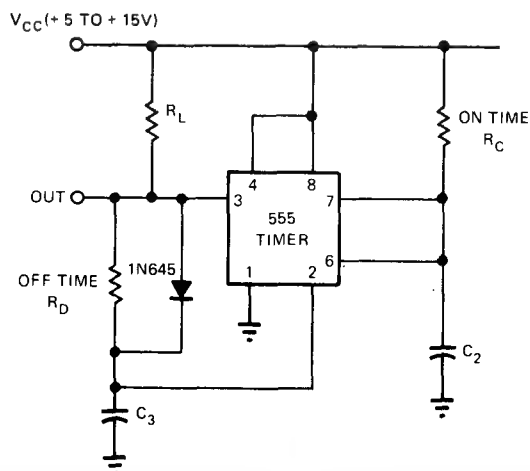 VCC (+ 5 TO + 15V)
RL
ON TIME
RC
4
8
OUT
3
555
TIMER
7
6
1
2
1N645
OFF TIME
RD
C2
C3